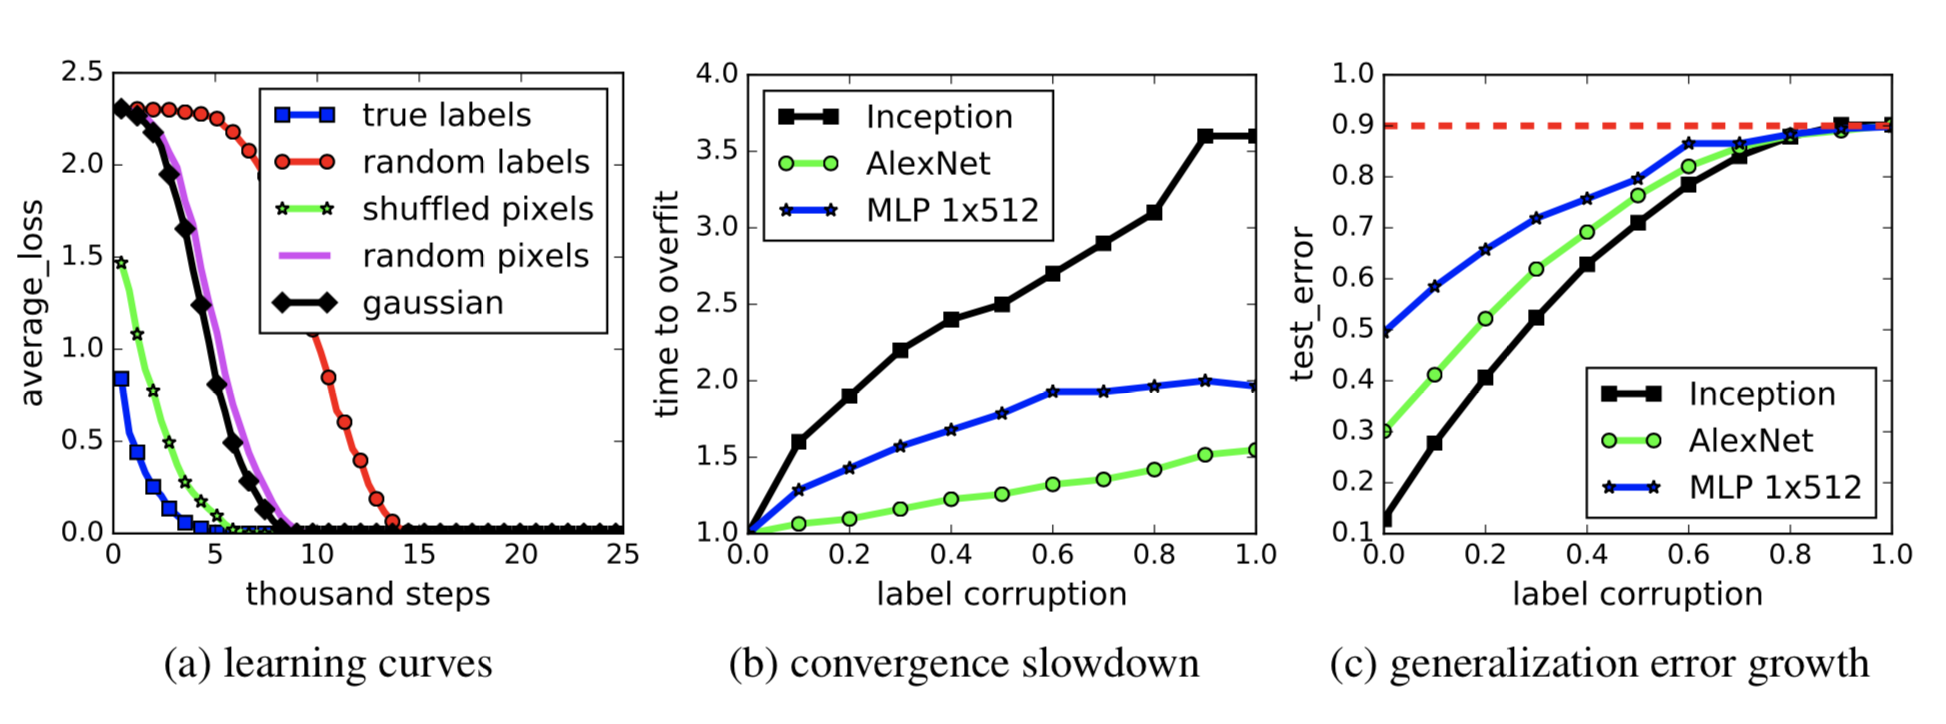 2.5
2.0
1.5
1.0
0.5
0.0
average_loss
true labels
random labels
shuffled pixels
random pixels
gaussian
0 5 10 15 20 25
thousand steps
(a) learning curves
4.0
3.5
3.0
2.5
2.0
1.5
1.0
time to overfit
Inception
AlexNet
MLP 1x512
0.0 0.2 0.4 0.6 0.8 1.0
label corruption
(b) convergence slowdown
1.0
0.9
0.8
0.7
0.6
0.5
0.4
0.3
0.2
0.1
test_error
Inception
AlexNet
MLP 1x512
0.0 0.2 0.4 0.6 0.8 1.0
label corruption
(c) generalization error growth